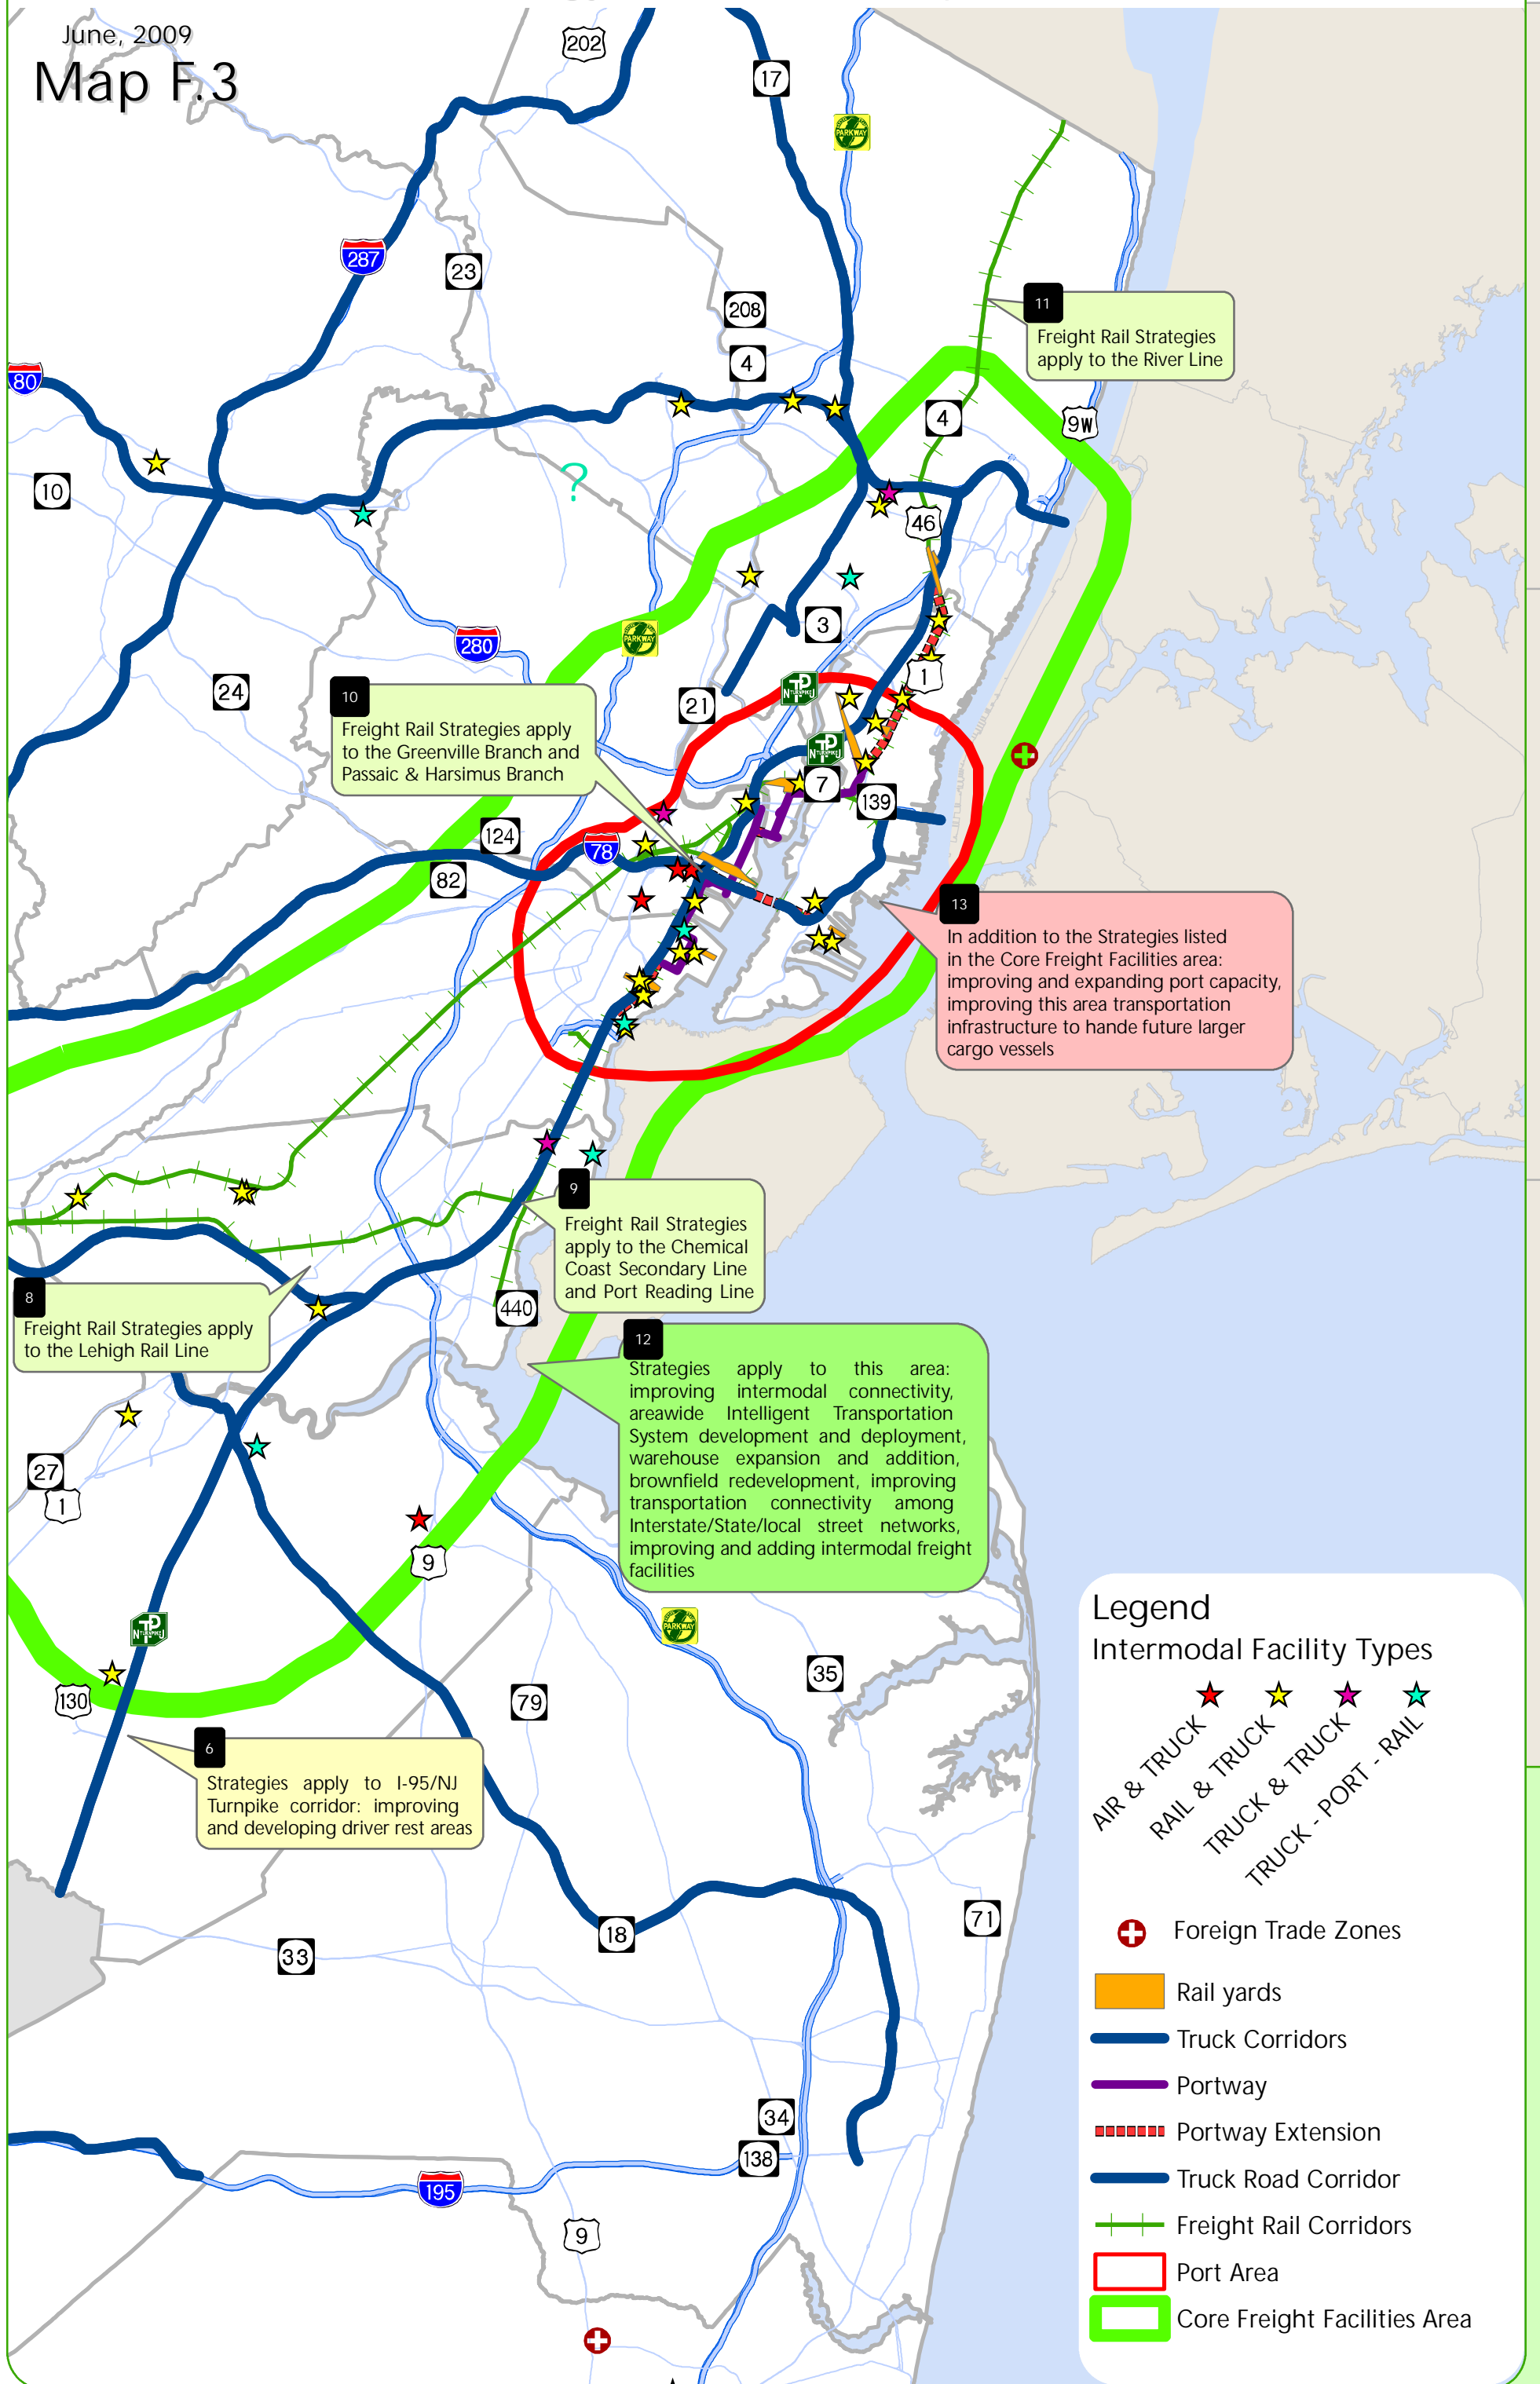 June, 2009
Map F.3
202
17
PARKWAY
287
23
208
11
Freight Rail Strategies
apply to the River Line
4
80
4
9W
10
?
46
280
PARKWAY
3
24
1
10
Freight Rail Strategies apply
to the Greenville Branch and
Passaic & Harsimus Branch
21
N TP TURNPIKE J
N TP TURNPIKE J
7
139
124
78
82
13
In addition to the Strategies listed
in the Core Freight Facilities area:
improving and expanding port capacity,
improving this area transportation
infrastructure to hande future larger
cargo vessels
9
Freight Rail Strategies
apply to the Chemical
Coast Secondary Line
and Port Reading Line
8
Freight Rail Strategies apply
to the Lehigh Rail Line
440
12
Strategies apply to this area:
improving intermodal connectivity,
areawide Intelligent Transportation
System development and deployment,
warehouse expansion and addition,
brownfield redevelopment, improving
transportation connectivity among
Interstate/State/local street networks,
improving and adding intermodal freight
facilities
27
1
9
N TP TURNPIKE J
PARKWAY
130
79
35
6
Strategies apply to I-95/NJ
Turnpike corridor: improving
and developing driver rest areas
18
71
33
34
138
195
9
Legend
Intermodal Facility Types
AIR & TRUCK
RAIL & TRUCK
TRUCK & TRUCK
TRUCK - PORT - RAIL
Foreign Trade Zones
Rail yards
Truck Corridors
Portway
Portway Extension
Truck Road Corridor
Freight Rail Corridors
Port Area
Core Freight Facilities Area